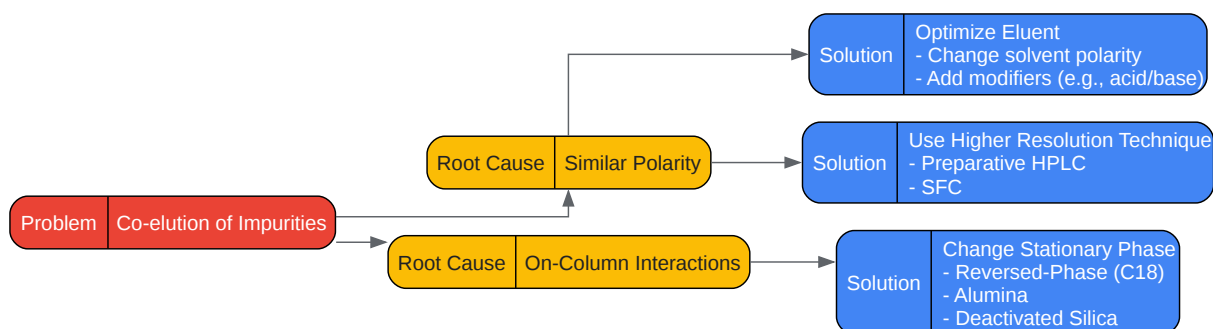 Solution
Optimize Eluent
- Change solvent polarity
- Add modifiers (e.g., acid/base)
Root Cause
Similar Polarity
Solution
Use Higher Resolution Technique
- Preparative HPLC
- SFC
Problem
Co-elution of Impurities
Root Cause
On-Column Interactions
Solution
Change Stationary Phase
- Reversed-Phase (C18)
- Alumina
- Deactivated Silica